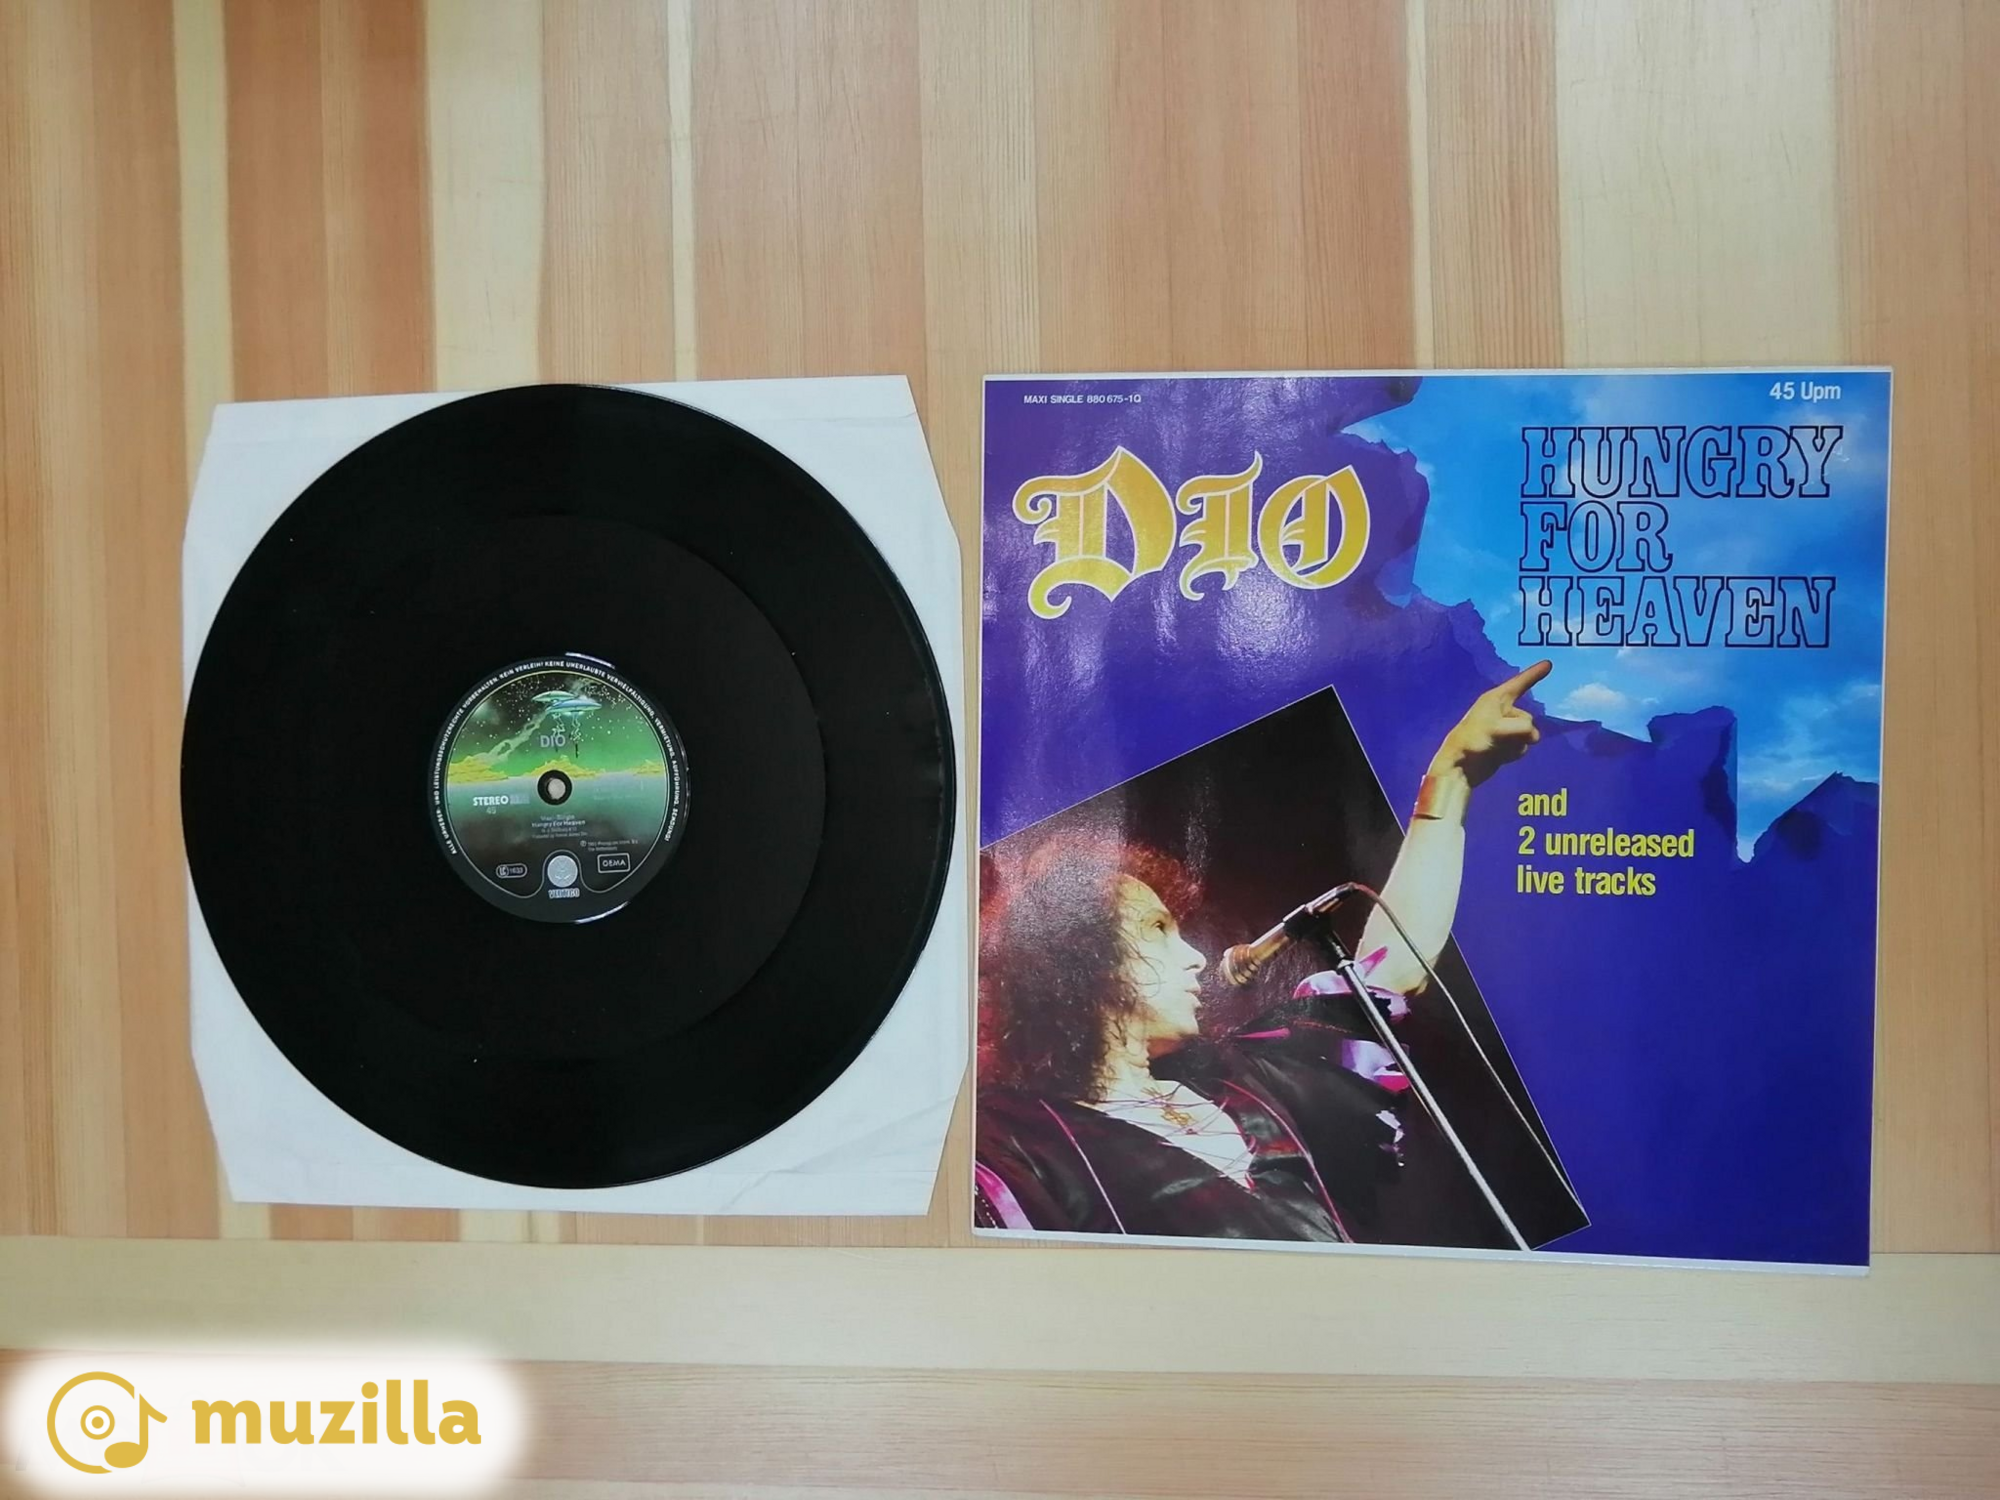 MAXI SINGLE 880 675-1Q
45 Upm
DIO
HUNGRY
FOR
HEAVEN
and
2 unreleased
live tracks
DIO
STEREO
45
Hungry For Heaven
GEMA
VERTIGO
muzilla